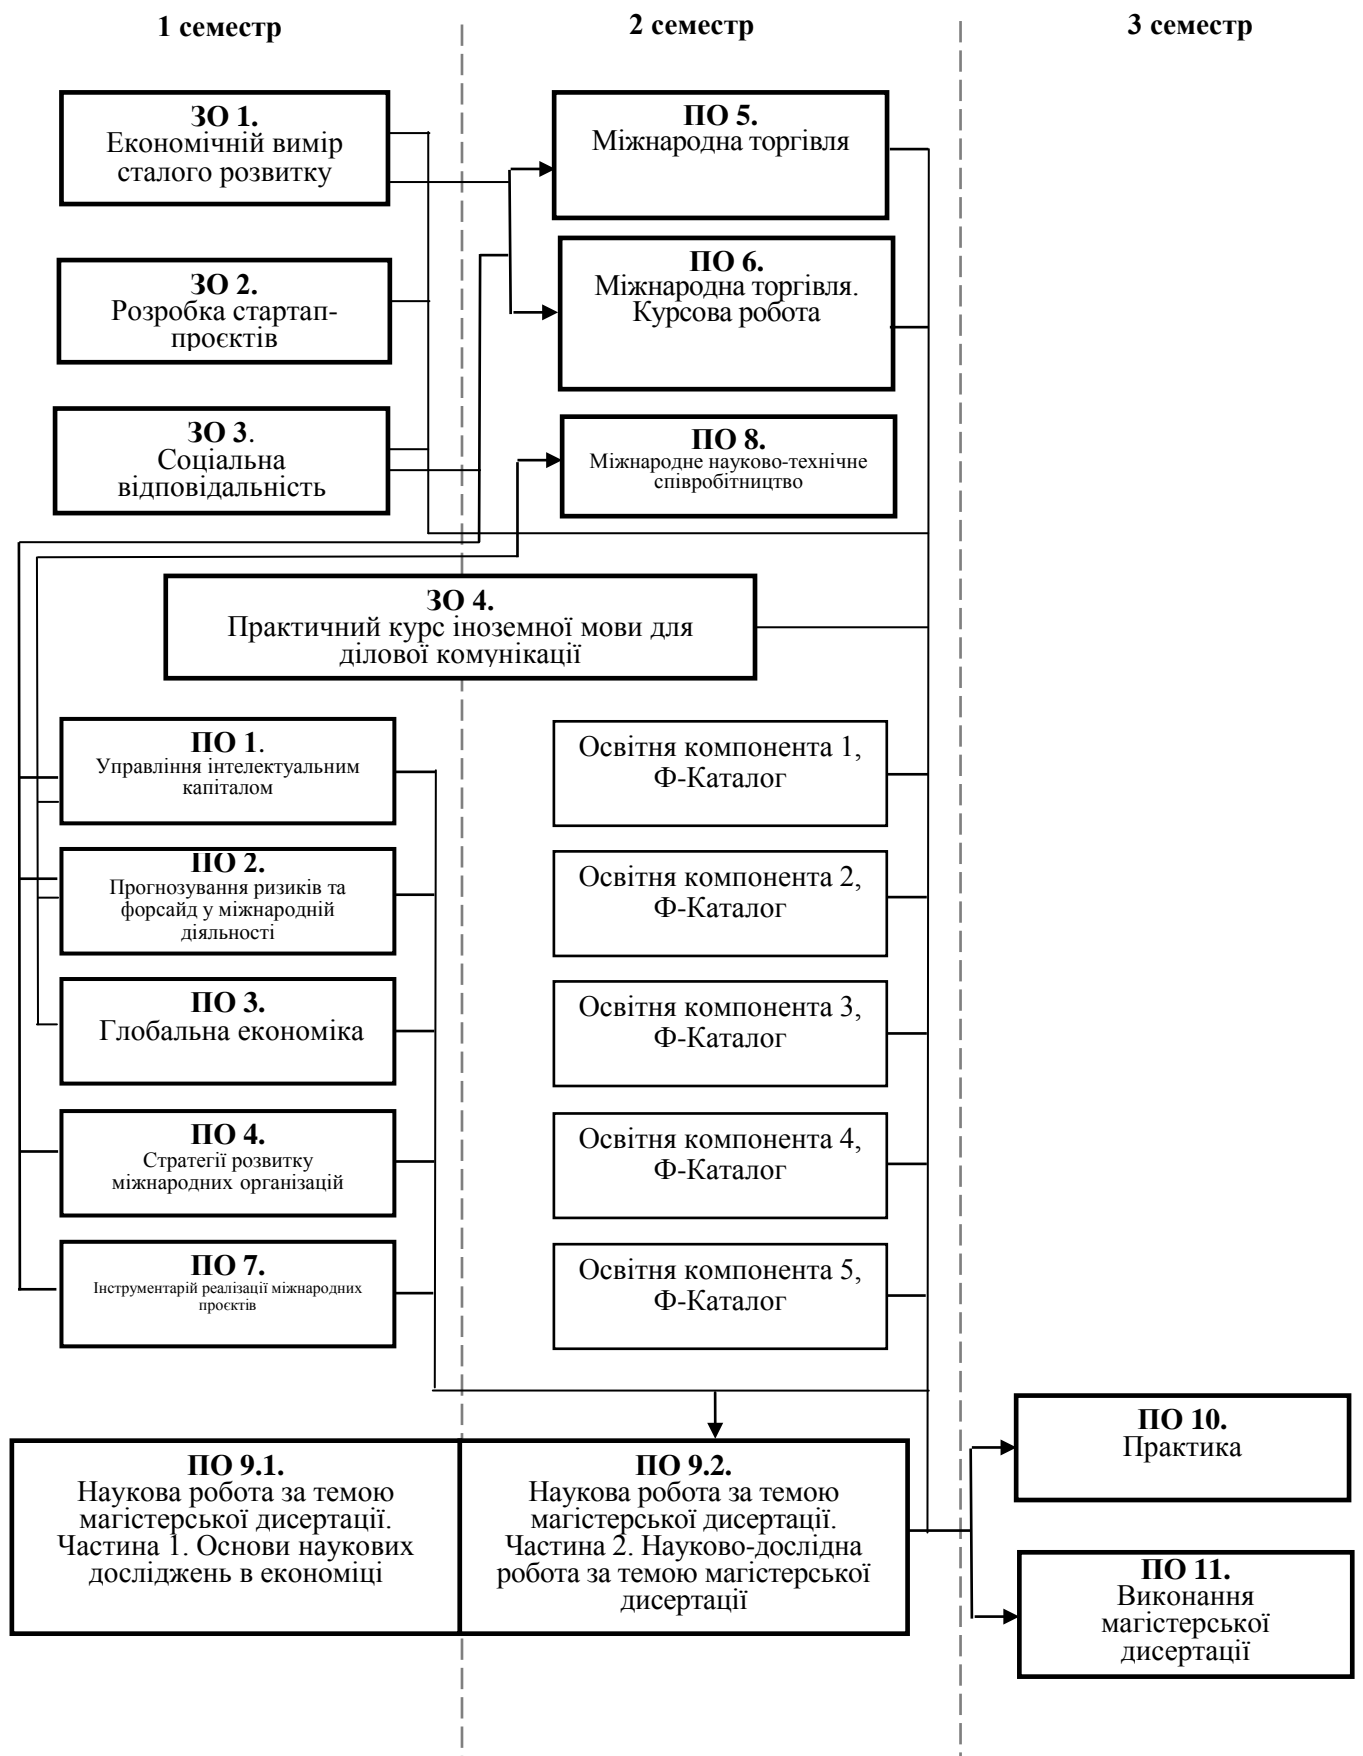 1 семестр
2 семестр
3 семестр
ЗО 1.
Економічній вимір
сталого розвитку
ПО 5.
Міжнародна торгівля
ЗО 2.
Розробка стартап-
проєктів
ПО 6.
Міжнародна торгівля.
Курсова робота
ЗО 3.
Соціальна
відповідальність
ПО 8.
Міжнародне науково-технічне
співробітництво
ЗО 4.
Практичний курс іноземної мови для
ділової комунікації
ПО 1.
Управління інтелектуальним
капіталом
Освітня компонента 1,
Ф-Каталог
ПО 2.
Прогнозування ризиків та
форсайд у міжнародній
діяльності
Освітня компонента 2,
Ф-Каталог
ПО 3.
Глобальна економіка
Освітня компонента 3,
Ф-Каталог
ПО 4.
Стратегії розвитку
міжнародних організацій
Освітня компонента 4,
Ф-Каталог
ПО 7.
Інструментарій реалізації міжнародних
проєктів
Освітня компонента 5,
Ф-Каталог
ПО 9.1.
Наукова робота за темою
магістерської дисертації.
Частина 1. Основи наукових
досліджень в економіці
ПО 9.2.
Наукова робота за темою
магістерської дисертації.
Частина 2. Науково-дослідна
робота за темою магістерської
дисертації
ПО 10.
Практика
ПО 11.
Виконання
магістерської
дисертації